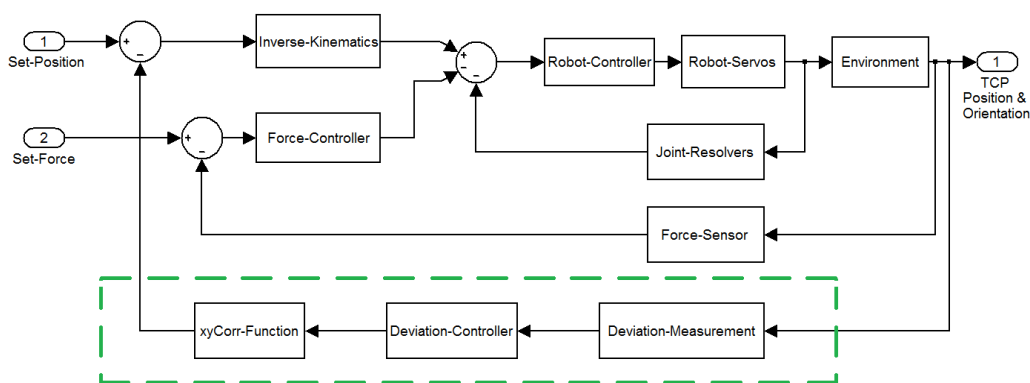 1
Set-Position
+
−
Inverse-Kinematics
+
−
−
Robot-Controller
Robot-Servos
Environment
1
TCP
Position &
Orientation
2
Set-Force
+
−
Force-Controller
Joint-Resolvers
Force-Sensor
xyCorr-Function
Deviation-Controller
Deviation-Measurement